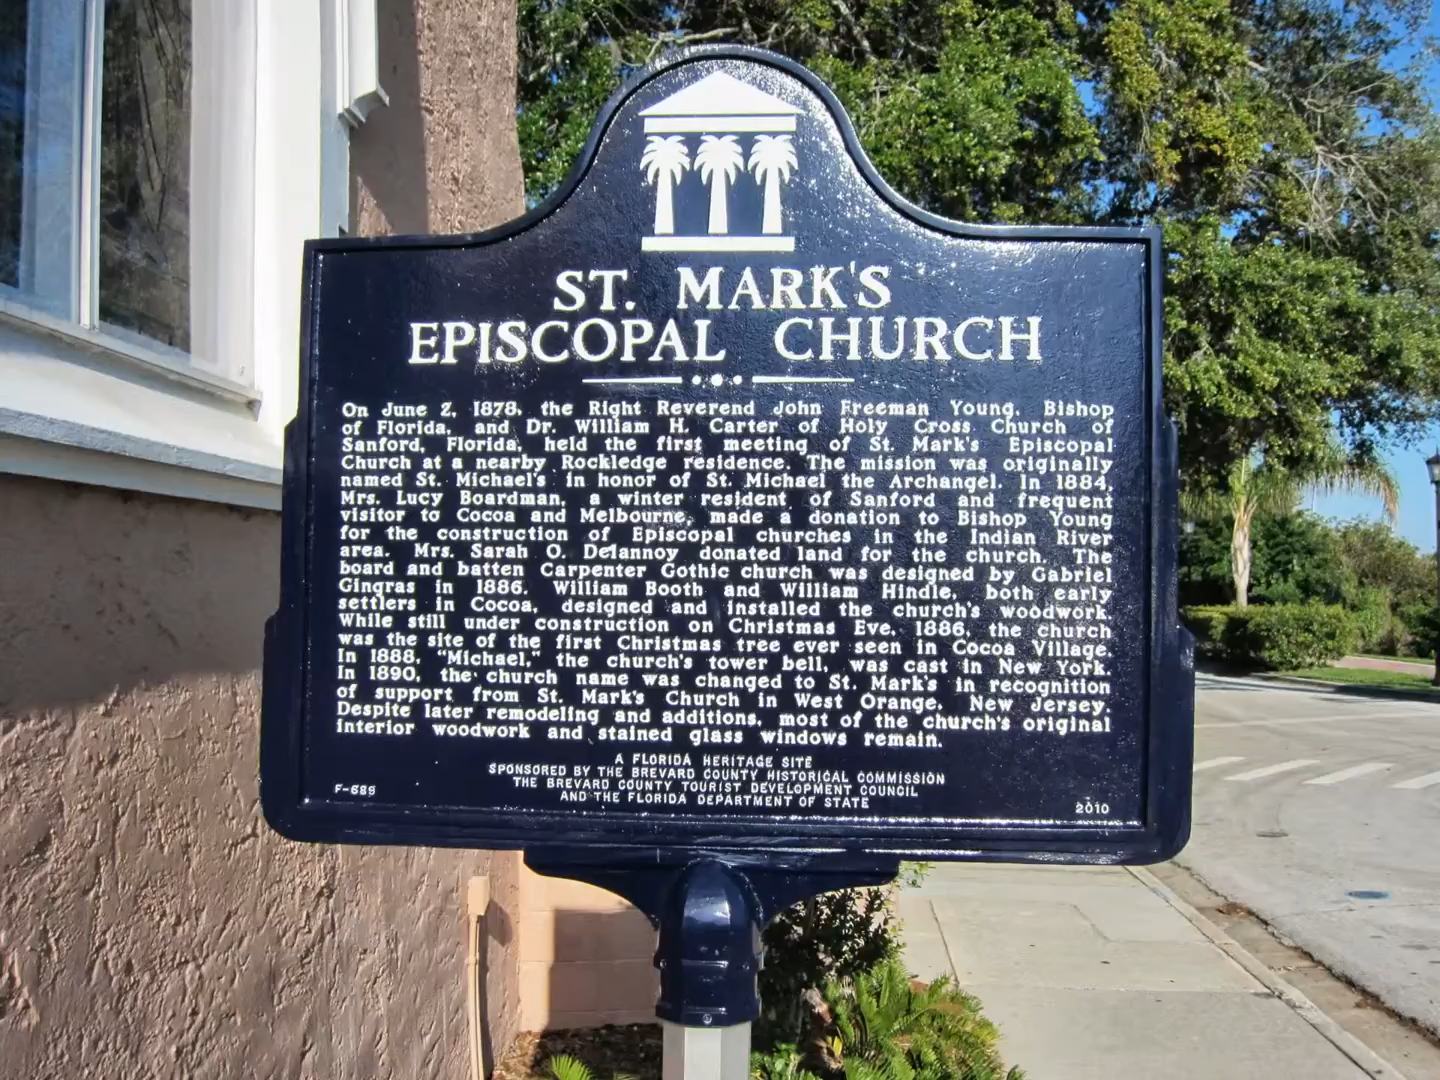 ST. MARK'S
EPISCOPAL CHURCH
On June 2, 1878, the Right Reverend John Freeman Young, Bishop
of Florida, and Dr. William H. Carter of Holy Cross Church of
Sanford, Florida, held the first meeting of St. Mark's Episcopal
Church at a nearby Rockledge residence. The mission was originally
named St. Michael's in honor of St. Michael the Archangel. In 1884,
Mrs. Lucy Boardman, a winter resident of Sanford and frequent
visitor to Cocoa and Melbourne, made a donation to Bishop Young
for the construction of Episcopal churches in the Indian River
area. Mrs. Sarah O. Delannoy donated land for the church. The
board and batten Carpenter Gothic church was designed by Gabriel
Gingras in 1886. William Booth and William Hindle, both early
settlers in Cocoa, designed and installed the church's woodwork.
While still under construction on Christmas Eve, 1886, the church
was the site of the first Christmas tree ever seen in Cocoa Village.
In 1888, "Michael," the church's tower bell, was cast in New York.
In 1890, the church name was changed to St. Mark's in recognition
of support from St. Mark's Church in West Orange, New Jersey.
Despite later remodeling and additions, most of the church's original
interior woodwork and stained glass windows remain.
A FLORIDA HERITAGE SITE
SPONSORED BY THE BREVARD COUNTY HISTORICAL COMMISSION
THE BREVARD COUNTY TOURIST DEVELOPMENT COUNCIL
AND THE FLORIDA DEPARTMENT OF STATE
F-689
2010